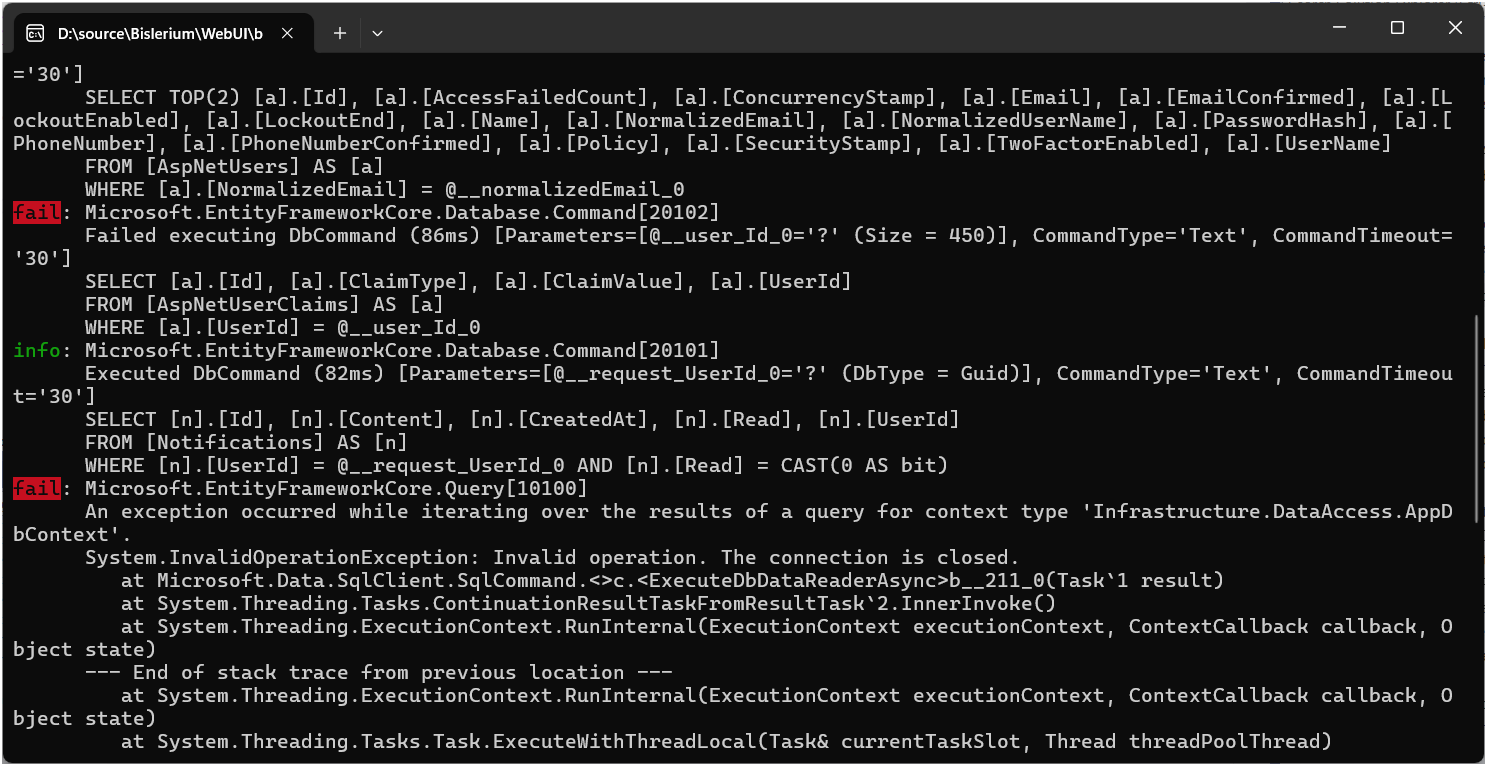 D:\source\Bislerium\WebUI\b
='30']
SELECT TOP(2) [a].[Id], [a].[AccessFailedCount], [a].[ConcurrencyStamp], [a].[Email], [a].[EmailConfirmed], [a].[L
ockoutEnabled], [a].[LockoutEnd], [a].[Name], [a].[NormalizedEmail], [a].[NormalizedUserName], [a].[PasswordHash], [a].[
PhoneNumber], [a].[PhoneNumberConfirmed], [a].[Policy], [a].[SecurityStamp], [a].[TwoFactorEnabled], [a].[UserName]
FROM [AspNetUsers] AS [a]
WHERE [a].[NormalizedEmail] = @__normalizedEmail_0
fail: Microsoft.EntityFrameworkCore.Database.Command[20102]
Failed executing DbCommand (86ms) [Parameters=[@__user_Id_0='?' (Size = 450)], CommandType='Text', CommandTimeout=
'30']
SELECT [a].[Id], [a].[ClaimType], [a].[ClaimValue], [a].[UserId]
FROM [AspNetUserClaims] AS [a]
WHERE [a].[UserId] = @__user_Id_0
info: Microsoft.EntityFrameworkCore.Database.Command[20101]
Executed DbCommand (82ms) [Parameters=[@__request_UserId_0='?' (DbType = Guid)], CommandType='Text', CommandTimeou
t='30']
SELECT [n].[Id], [n].[Content], [n].[CreatedAt], [n].[Read], [n].[UserId]
FROM [Notifications] AS [n]
WHERE [n].[UserId] = @__request_UserId_0 AND [n].[Read] = CAST(0 AS bit)
fail: Microsoft.EntityFrameworkCore.Query[10100]
An exception occurred while iterating over the results of a query for context type 'Infrastructure.DataAccess.AppD
bContext'.
System.InvalidOperationException: Invalid operation. The connection is closed.
at Microsoft.Data.SqlClient.SqlCommand.<>c.<ExecuteDbDataReaderAsync>b__211_0(Task`1 result)
at System.Threading.Tasks.ContinuationResultTaskFromResultTask`2.InnerInvoke()
at System.Threading.ExecutionContext.RunInternal(ExecutionContext executionContext, ContextCallback callback, O
bject state)
--- End of stack trace from previous location ---
at System.Threading.ExecutionContext.RunInternal(ExecutionContext executionContext, ContextCallback callback, O
bject state)
at System.Threading.Tasks.Task.ExecuteWithThreadLocal(Task& currentTaskSlot, Thread threadPoolThread)